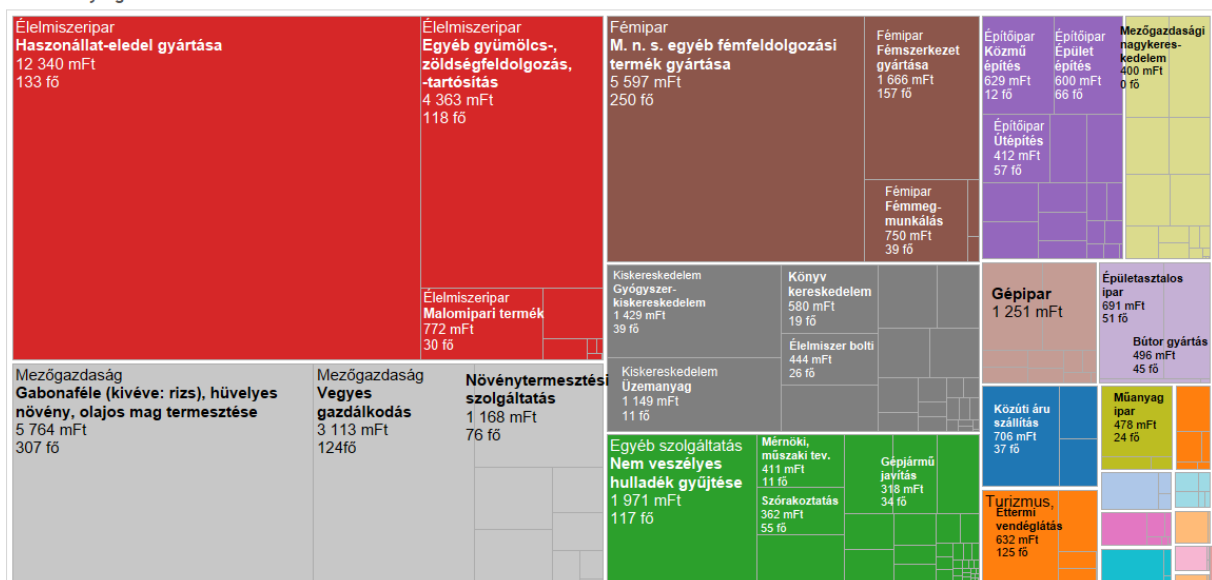 Élelmiszeripar
Haszonállat-eledel gyártása
12 340 mFt
133 fő
Élelmiszeripar
Egyéb gyümölcs-,
zöldségfeldolgozás,
-tartósítás
4 363 mFt
118 fő
Élelmiszeripar
Malomipari termék
772 mFt
30 fő
Mezőgazdaság
Gabonaféle (kivéve: rizs), hüvelyes
növény, olajos mag termesztése
5 764 mFt
307 fő
Mezőgazdaság
Vegyes
gazdálkodás
3 113 mFt
124fő
Növénytermesztési
szolgáltatás
1 168 mFt
76 fő
Fémipar
M. n. s. egyéb fémfeldolgozási
termék gyártása
5 597 mFt
250 fő
Fémipar
Fémszerkezet
gyártása
1 666 mFt
157 fő
Fémipar
Fémmeg-
munkálás
750 mFt
39 fő
Kiskereskedelem
Gyógyszer-
kiskereskedelem
1 429 mFt
39 fő
Kiskereskedelem
Üzemanyag
1 149 mFt
11 fő
Könyv
kereskedelem
580 mFt
19 fő
Élelmiszer bolti
444 mFt
26 fő
Egyéb szolgáltatás
Nem veszélyes
hulladék gyűjtése
1 971 mFt
117 fő
Mérnöki,
műszaki tev.
411 mFt
11 fő
Szórakoztatás
362 mFt
55 fő
Gépjármű
javítás
318 mFt
34 fő
Építőipar
Közmű
építés
629 mFt
12 fő
Építőipar
Épület
építés
600 mFt
66 fő
Építőipar
Útépítés
412 mFt
57 fő
Mezőgazdasági
nagykeres-
kedelem
400 mFt
0 fő
Gépipar
1 251 mFt
Épületasztalos
ipar
691 mFt
51 fő
Bútor gyártás
496 mFt
45 fő
Közúti áru
szállítás
706 mFt
37 fő
Műanyag
ipar
478 mFt
24 fő
Turizmus,
Éttermi
vendéglátás
632 mFt
125 fő